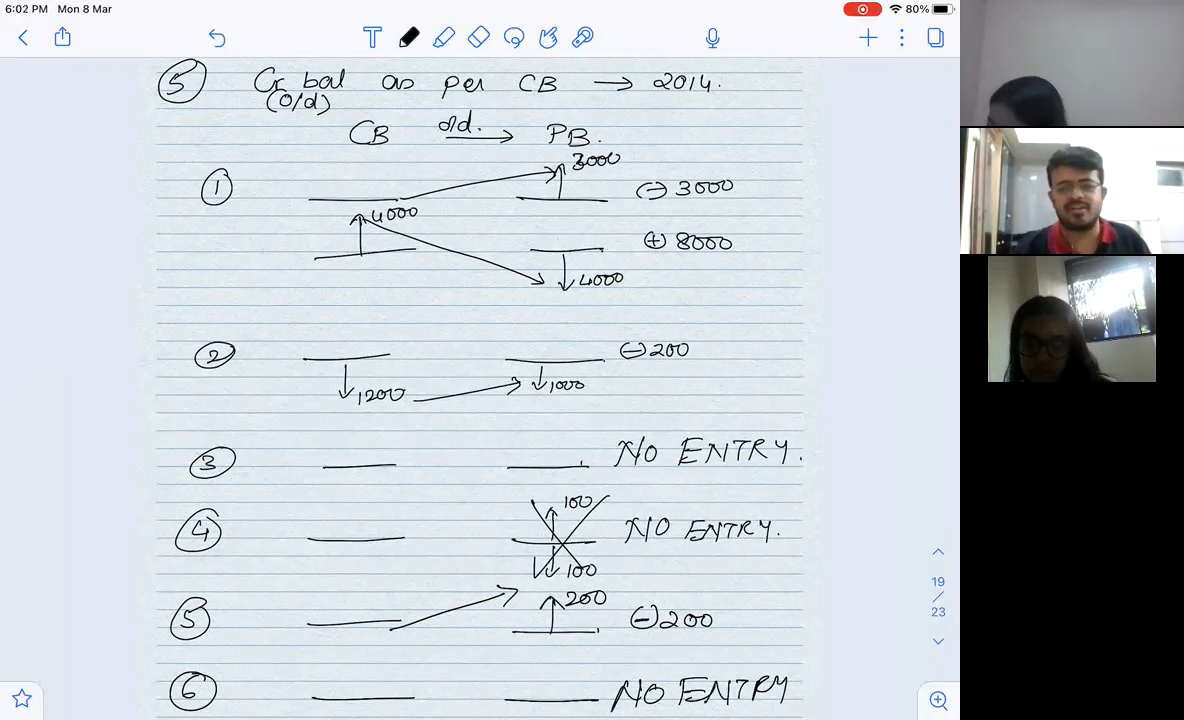 6:02 PM Mon 8 Mar
80%
T
5 Cr bal as per CB → 2014.
(O/d)
CB o/d. → PB.
1 3000 (-) 3000
4000 (+) 8000
4000
2 (-) 200
1200 1000
3 NO ENTRY.
100
4 NO ENTRY.
100
200
5 (-) 200
6 NO ENTRY
19
/
23